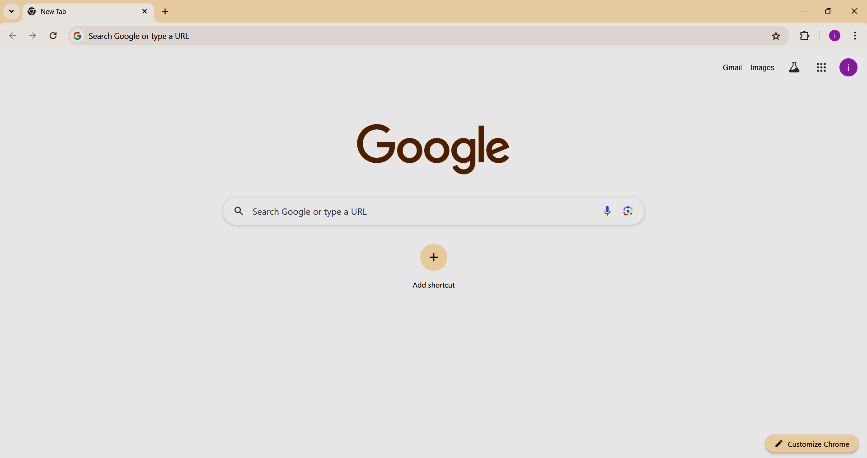 New Tab
Search Google or type a URL
i
Gmail
Images
i
Google
Search Google or type a URL
Add shortcut
Customize Chrome